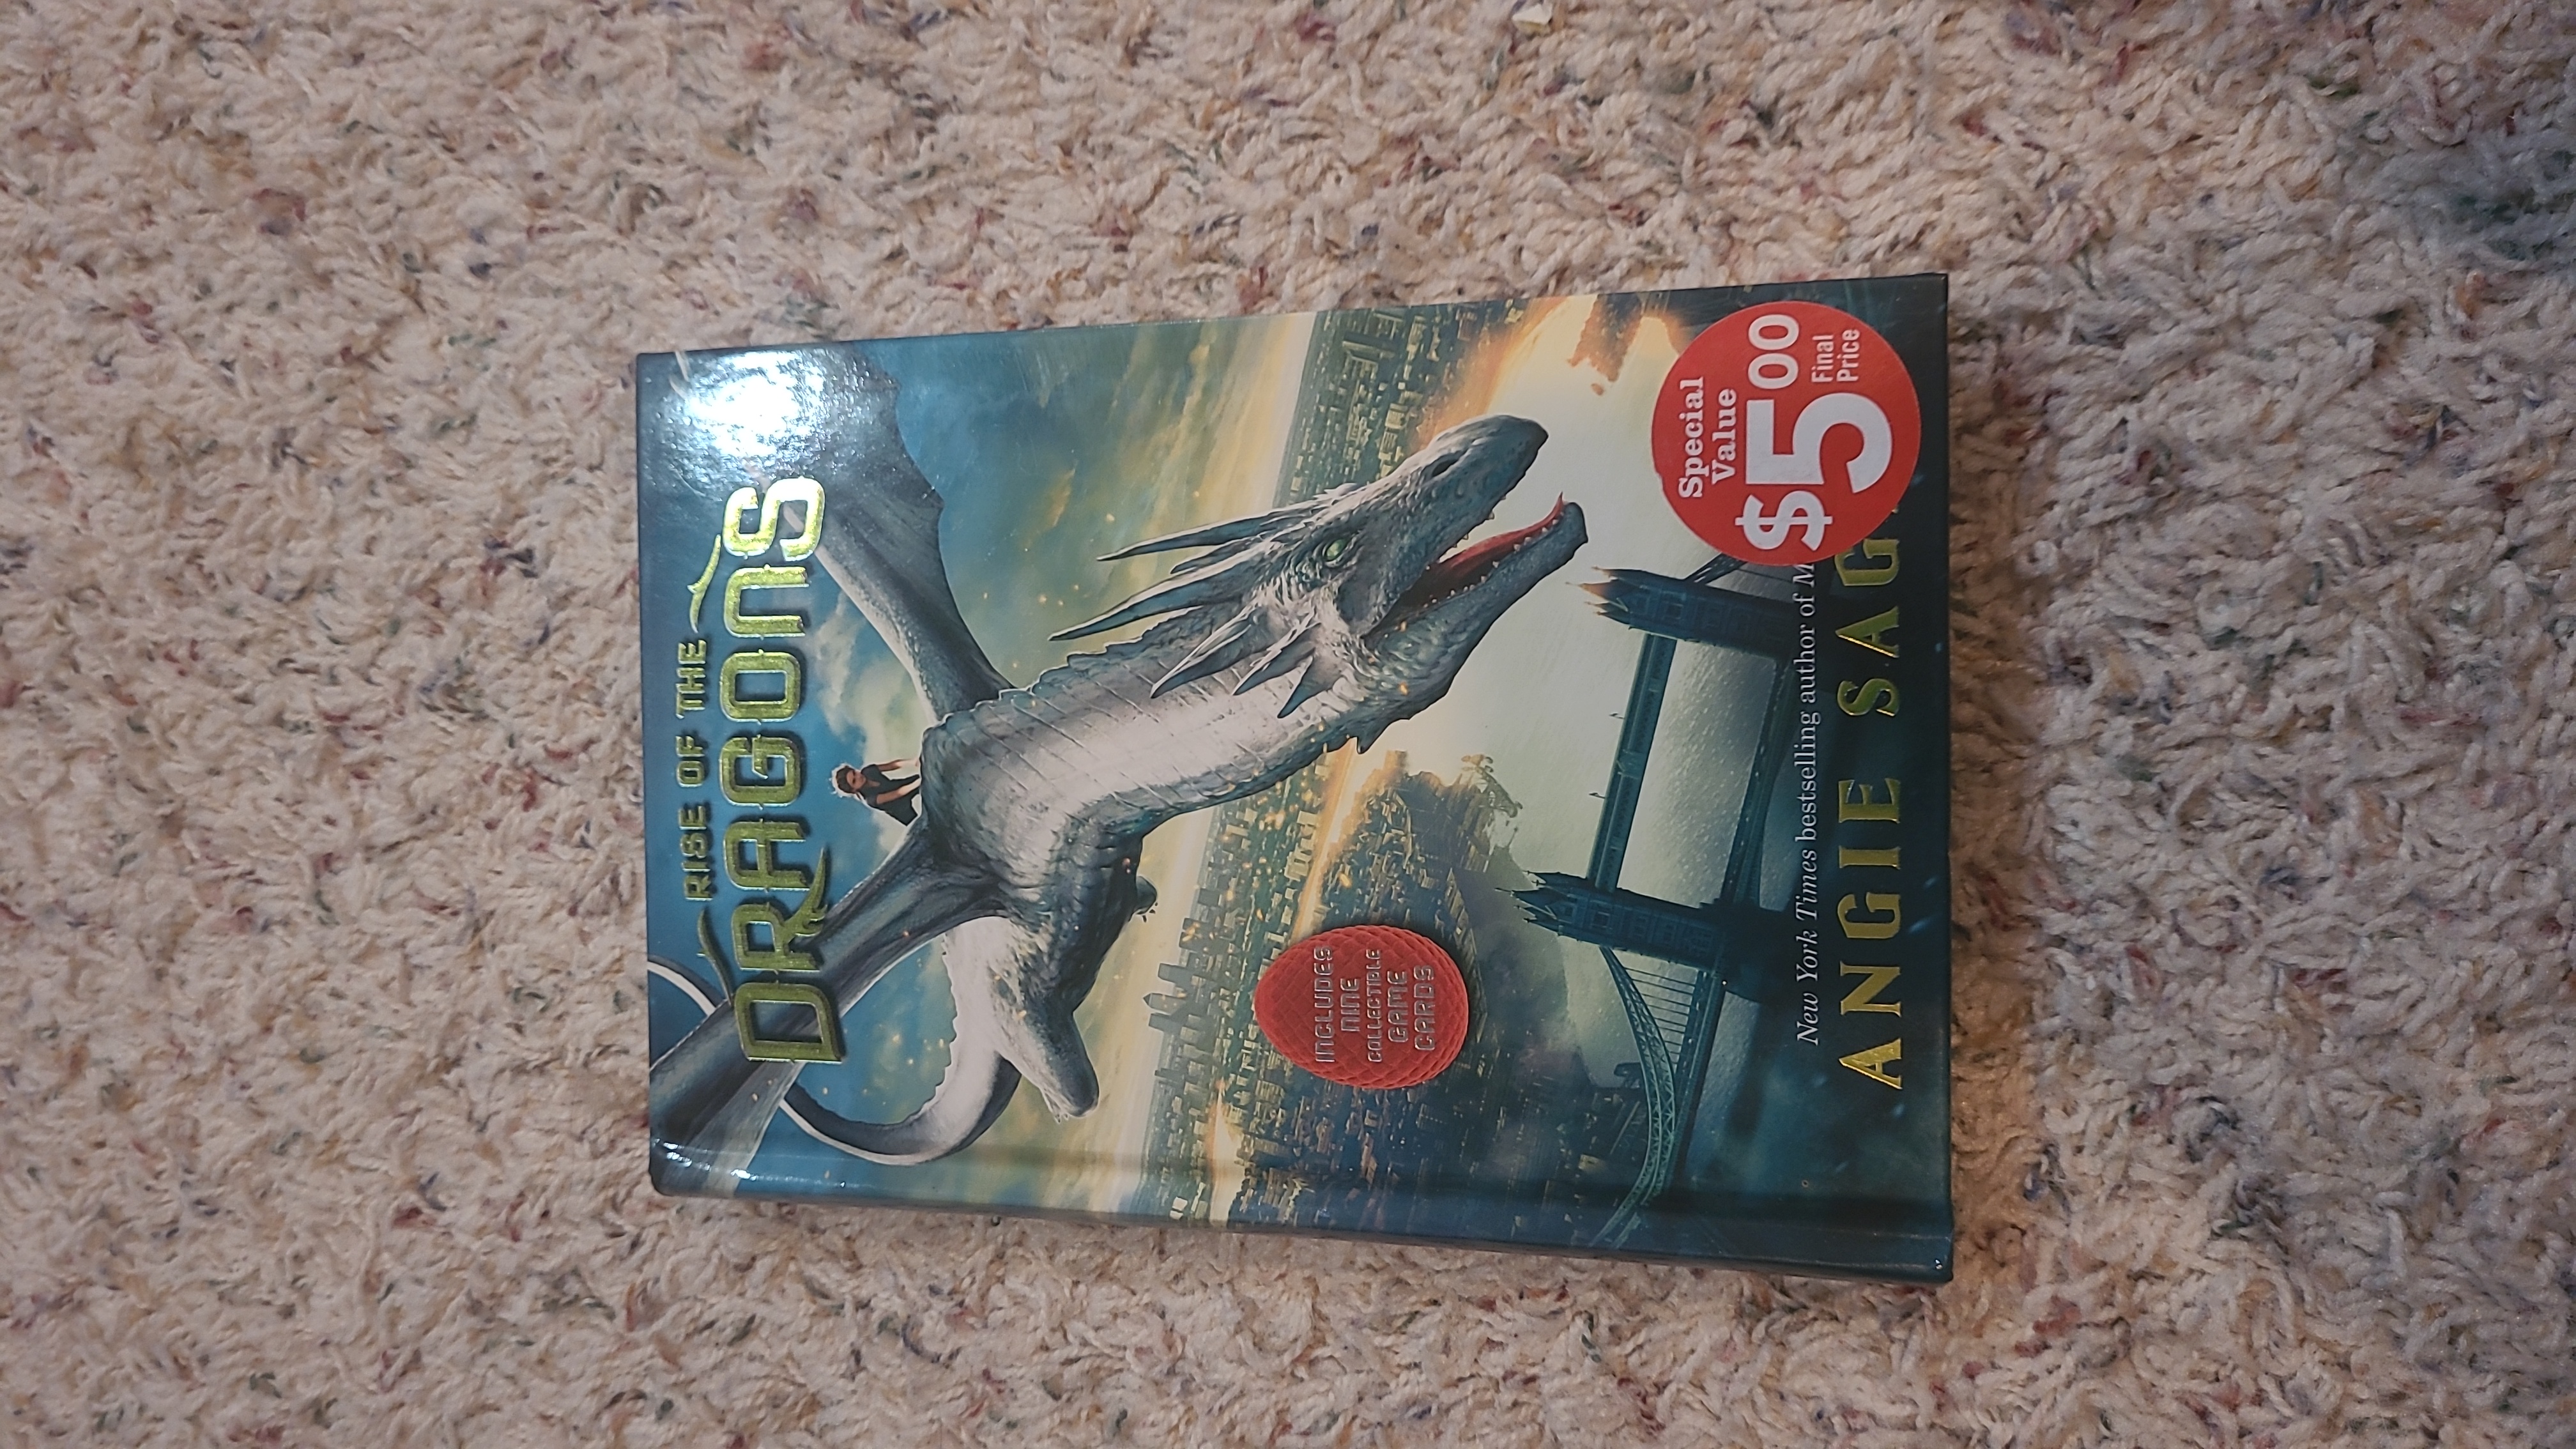 RISE OF THE
DRAGONS
INCLUDES
NINE
COLLECTIBLE
GAME
CARDS
Special
Value
$5 00
Final
Price
New York Times bestselling author of
ANGIE SAG